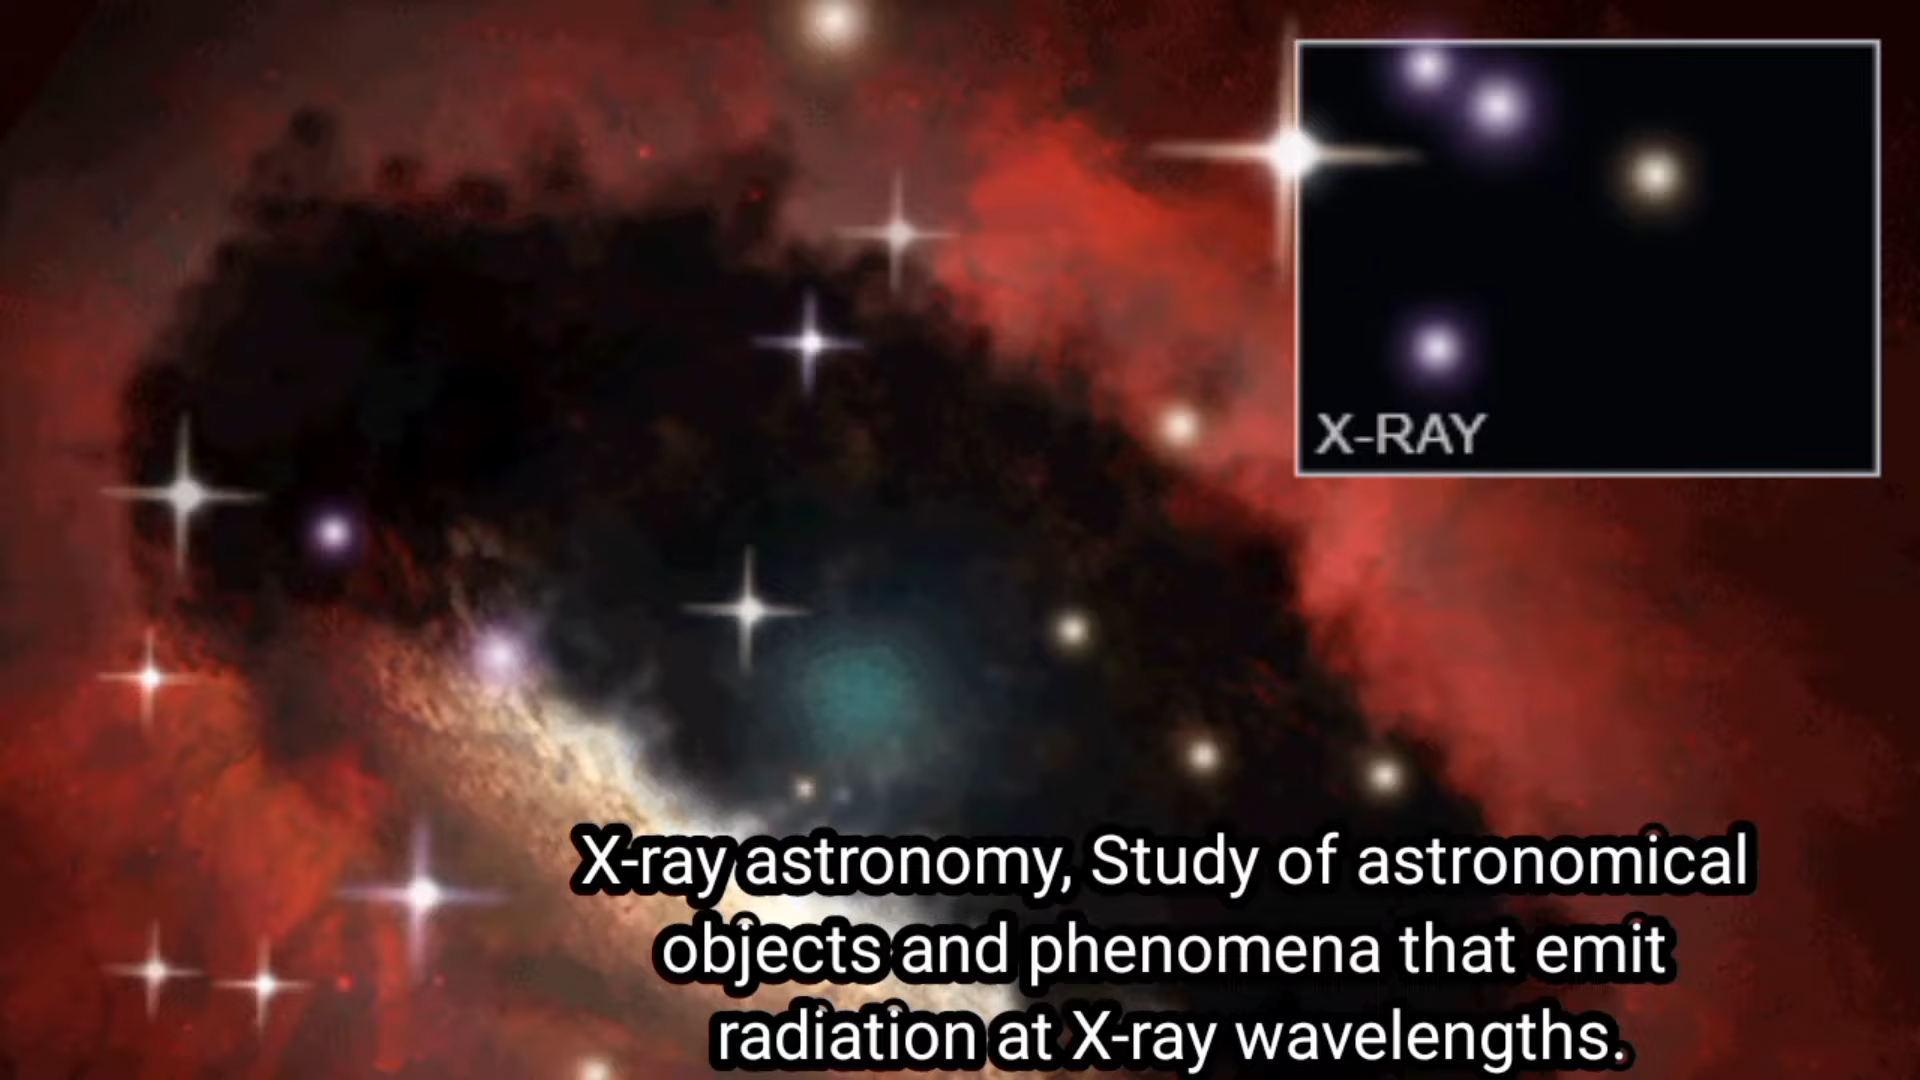 X-RAY
X-ray astronomy, Study of astronomical
objects and phenomena that emit
radiation at X-ray wavelengths.